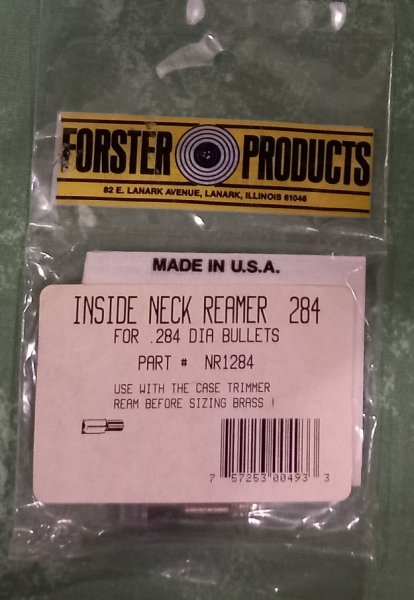 FORSTER PRODUCTS
82 E. LANARK AVENUE, LANARK, ILLINOIS 61046
MADE IN U.S.A.
INSIDE NECK REAMER 284
FOR .284 DIA BULLETS
PART # NR1284
USE WITH THE CASE TRIMMER
REAM BEFORE SIZING BRASS !
7 57253 00493 3